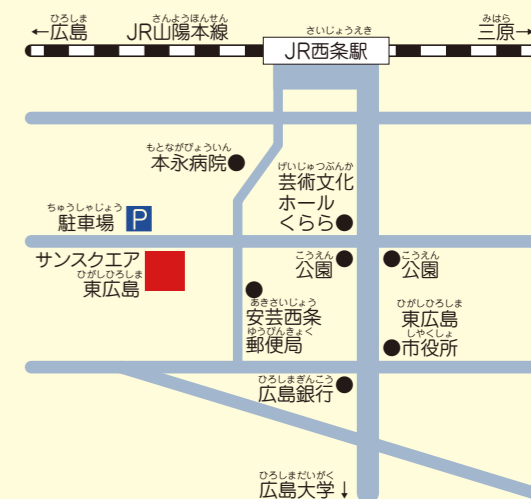 ひろしま
←広島
さんようほんせん
JR山陽本線
さいじょうえき
JR西条駅
みはら
三原→
もとながびょういん
本永病院
げいじゅつぶんか
芸術文化
ホール
くらら
ちゅうしゃじょう
駐車場 P
サンスクエア
ひがしひろしま
東広島
こうえん
公園
こうえん
公園
あきさいじょう
安芸西条
ゆうびんきょく
郵便局
ひがしひろしま
東広島
しやくしょ
市役所
ひろしまぎんこう
広島銀行
ひろしまだいがく
広島大学↓